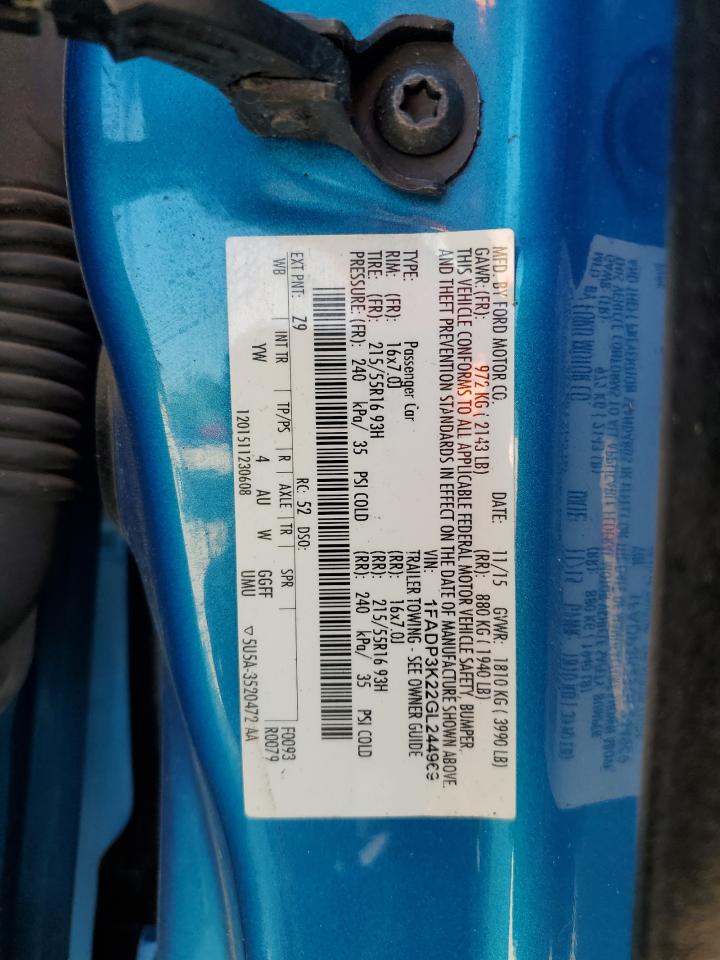 MFD. BY FORD MOTOR CO.
DATE: 11/15 GVWR: 1810 KG ( 3990 LB)
GAWR: (FR): 972 KG ( 2143 LB) (RR): 880 KG ( 1940 LB)
THIS VEHICLE CONFORMS TO ALL APPLICABLE FEDERAL MOTOR VEHICLE SAFETY, BUMPER,
AND THEFT PREVENTION STANDARDS IN EFFECT ON THE DATE OF MANUFACTURE SHOWN ABOVE.
VIN:
TYPE: Passenger Car TRAILER TOWING - SEE OWNER GUIDE
RIM: (FR): 16x7.0J (RR): 16x7.0J
TIRE: (FR): 215/55R16 93H (RR): 215/55R16 93H
PRESSURE: (FR): 240 kPa/ 35 PSI COLD (RR): 240 kPa/ 35 PSI COLD
EXT PNT: Z9 RC: 52 DSO: F0093
WB INT TR TP/PS R AXLE TR SPR R0079
YW 4 AU W GGFF
UMU
1201511230608 ▽5U5A-3520472 AA